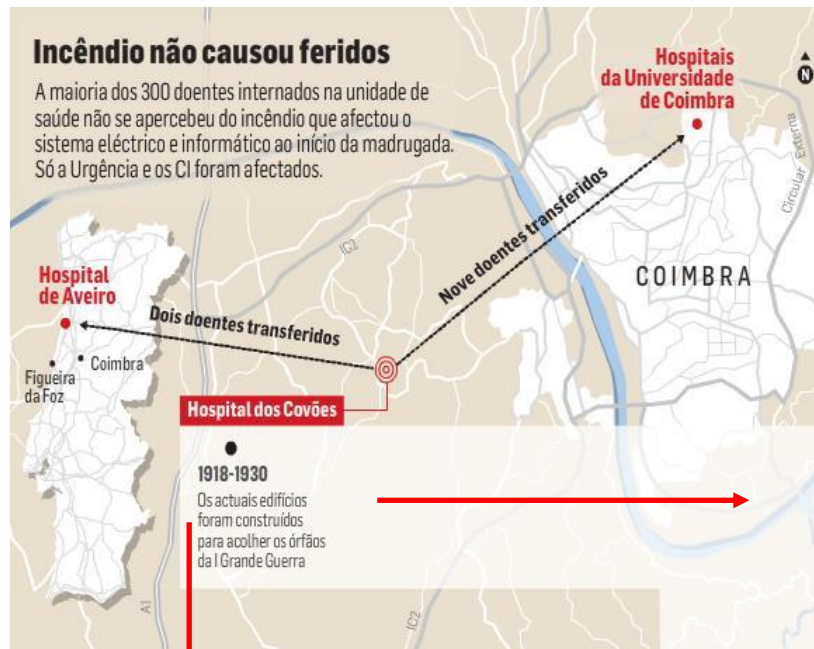 Incêndio não causou feridos
A maioria dos 300 doentes internados na unidade de
saúde não se apercebeu do incêndio que afectou o
sistema eléctrico e informático ao início da madrugada.
Só a Urgência e os CI foram afectados.
Hospitais
da Universidade
de Coimbra
N
Circular Externa
IC2
Nove doentes transferidos
COIMBRA
Hospital
de Aveiro
Dois doentes transferidos
Coimbra
Figueira
da Foz
Hospital dos Covões
1918-1930
Os actuais edifícios
foram construídos
para acolher os órfãos
da I Grande Guerra
A1
IC2